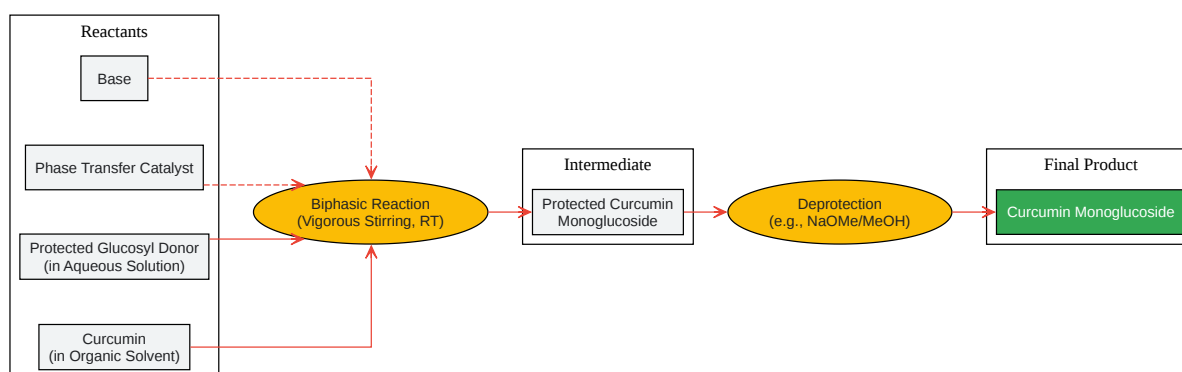 Reactants
Base
Phase Transfer Catalyst
Protected Glucosyl Donor
(in Aqueous Solution)
Curcumin
(in Organic Solvent)
Biphasic Reaction
(Vigorous Stirring, RT)
Intermediate
Protected Curcumin
Monoglucoside
Deprotection
(e.g., NaOMe/MeOH)
Final Product
Curcumin Monoglucoside